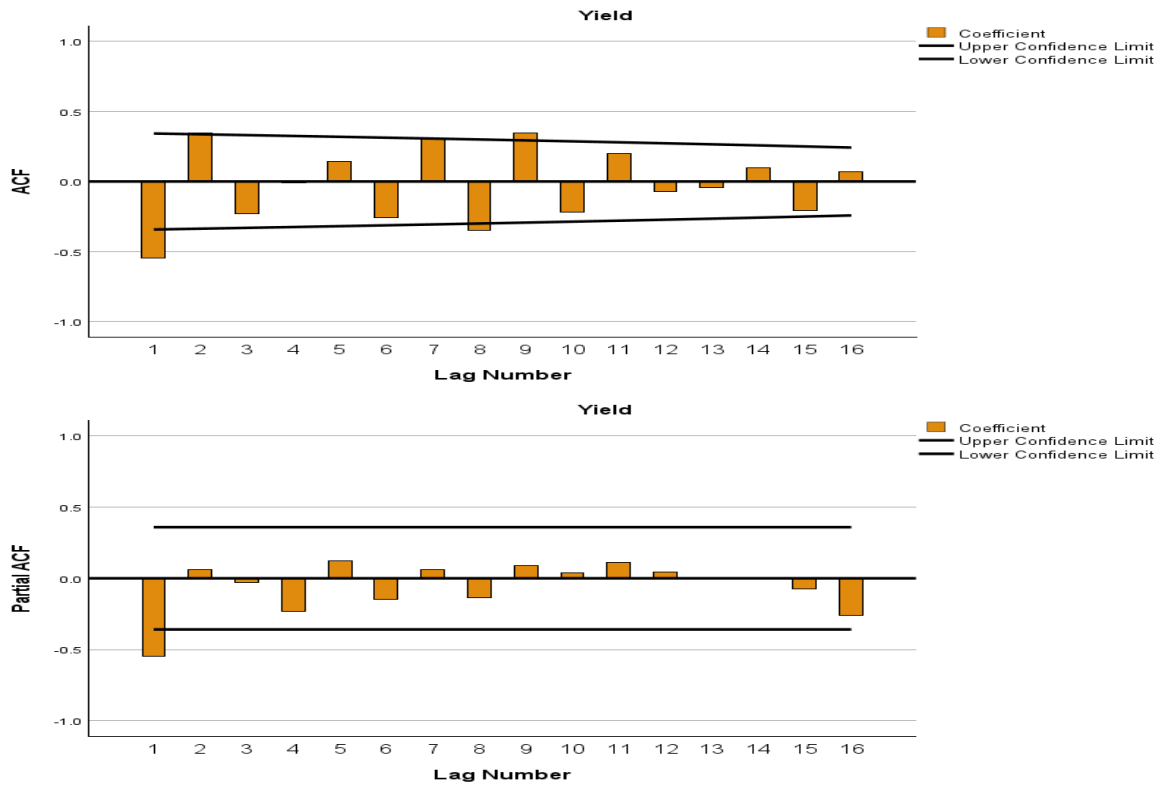 Yield
Coefficient
Upper Confidence Limit
Lower Confidence Limit
1.0
0.5
0.0
-0.5
-1.0
ACF
1 2 3 4 5 6 7 8 9 10 11 12 13 14 15 16
Lag Number
Yield
Coefficient
Upper Confidence Limit
Lower Confidence Limit
1.0
0.5
0.0
-0.5
-1.0
Partial ACF
1 2 3 4 5 6 7 8 9 10 11 12 13 14 15 16
Lag Number